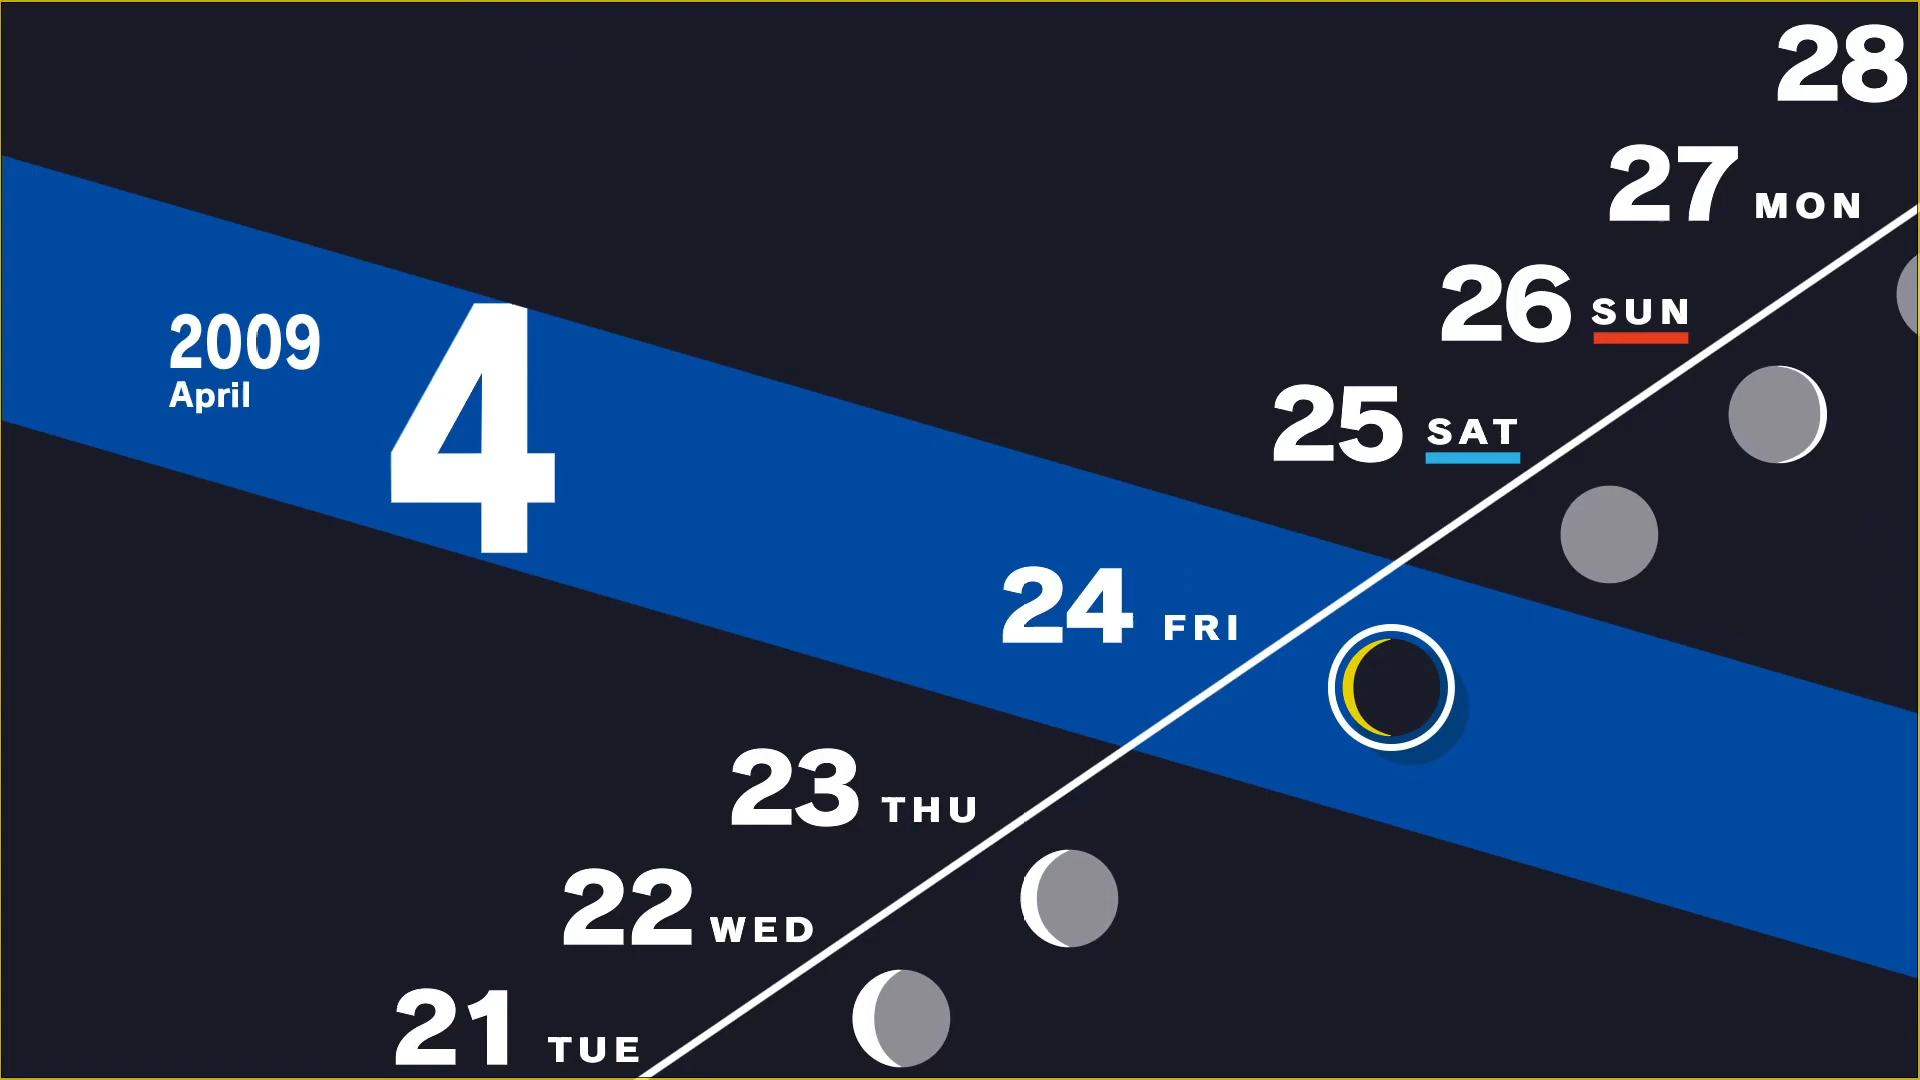 28
27 MON
26 SUN
25 SAT
2009
April
4
24 FRI
23 THU
22 WED
21 TUE